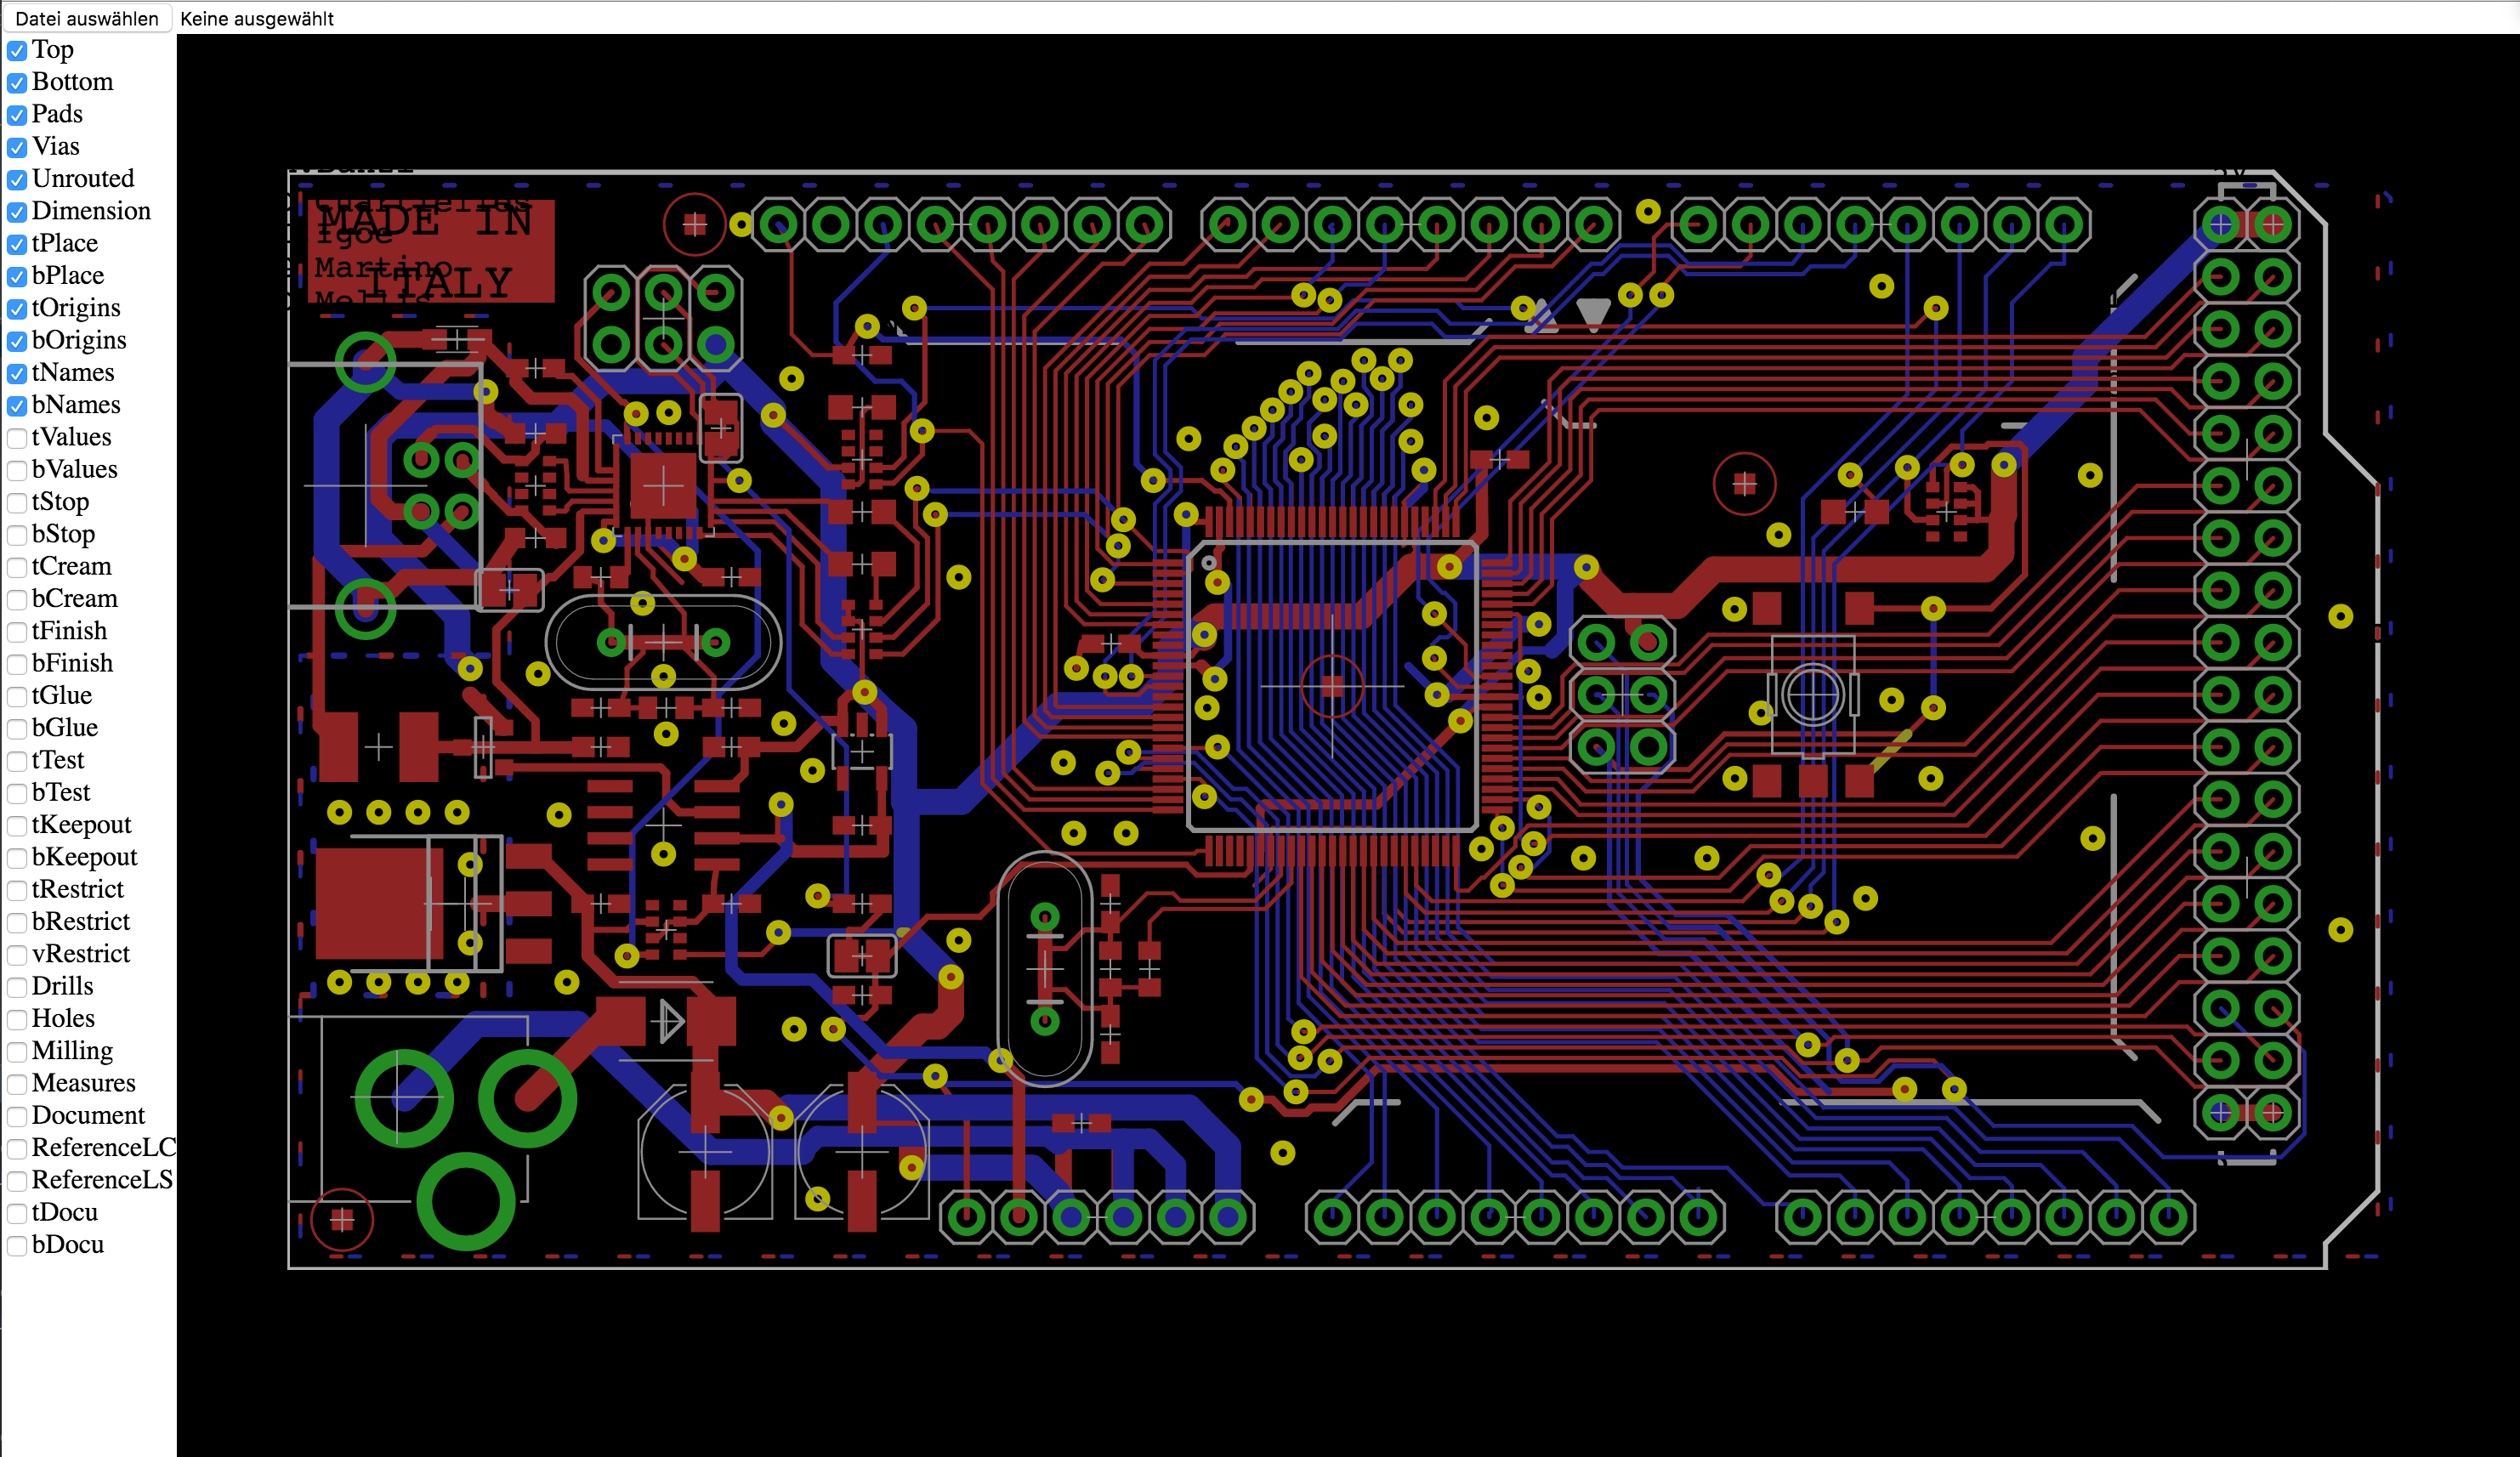 Datei auswählen Keine ausgewählt
Top
Bottom
Pads
Vias
Unrouted
Dimension
tPlace
bPlace
tOrigins
bOrigins
tNames
bNames
tValues
bValues
tStop
bStop
tCream
bCream
tFinish
bFinish
tGlue
bGlue
tTest
bTest
tKeepout
bKeepout
tRestrict
bRestrict
vRestrict
Drills
Holes
Milling
Measures
Document
ReferenceLC
ReferenceLS
tDocu
bDocu
MADE IN
Igoe
Martino
ITALY
Mellis